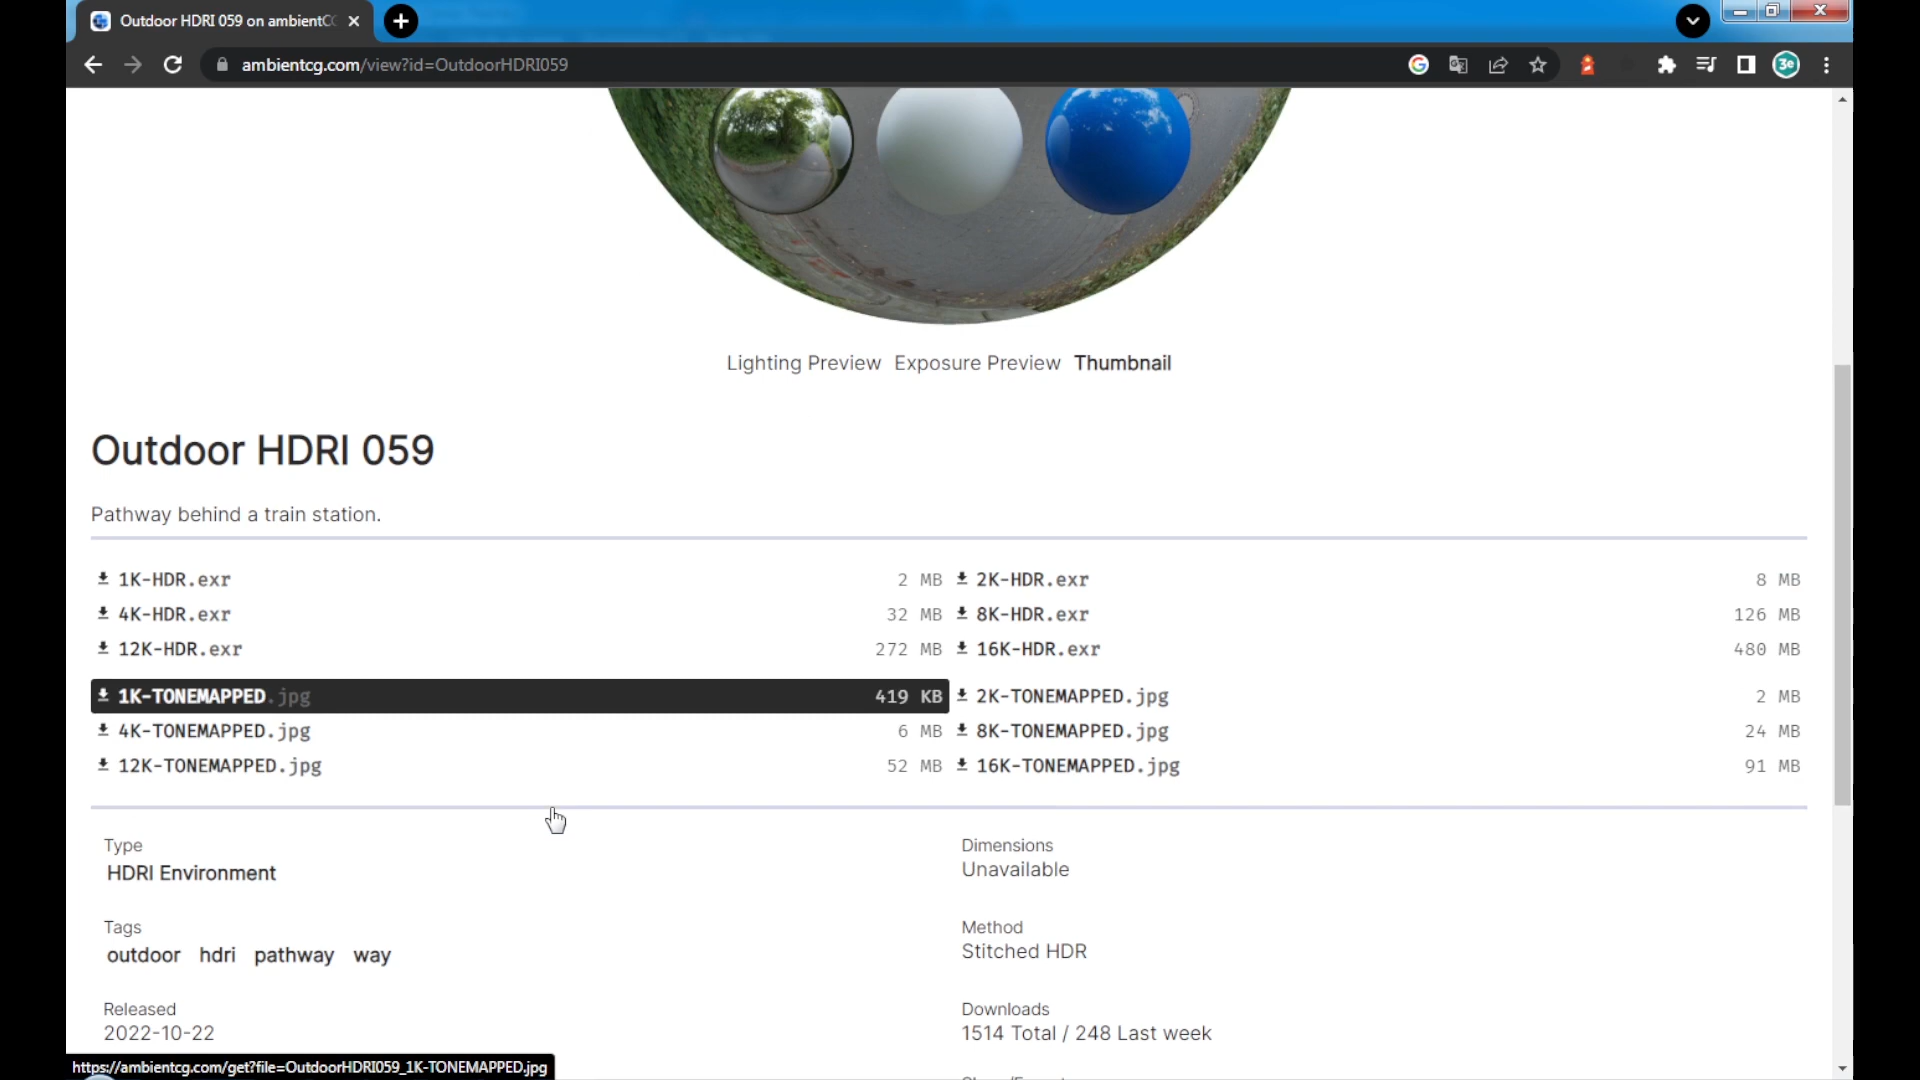 Outdoor HDRI 059 on ambientCG
ambientcg.com/view?id=OutdoorHDRI059
3e
Lighting Preview Exposure Preview Thumbnail
Outdoor HDRI 059
Pathway behind a train station.
1K-HDR.exr 2 MB 2K-HDR.exr 8 MB
4K-HDR.exr 32 MB 8K-HDR.exr 126 MB
12K-HDR.exr 272 MB 16K-HDR.exr 480 MB
1K-TONEMAPPED.jpg 419 KB 2K-TONEMAPPED.jpg 2 MB
4K-TONEMAPPED.jpg 6 MB 8K-TONEMAPPED.jpg 24 MB
12K-TONEMAPPED.jpg 52 MB 16K-TONEMAPPED.jpg 91 MB
Type
HDRI Environment
Dimensions
Unavailable
Tags
outdoor hdri pathway way
Method
Stitched HDR
Released
2022-10-22
Downloads
1514 Total / 248 Last week
https://ambientcg.com/get?file=OutdoorHDRI059_1K-TONEMAPPED.jpg